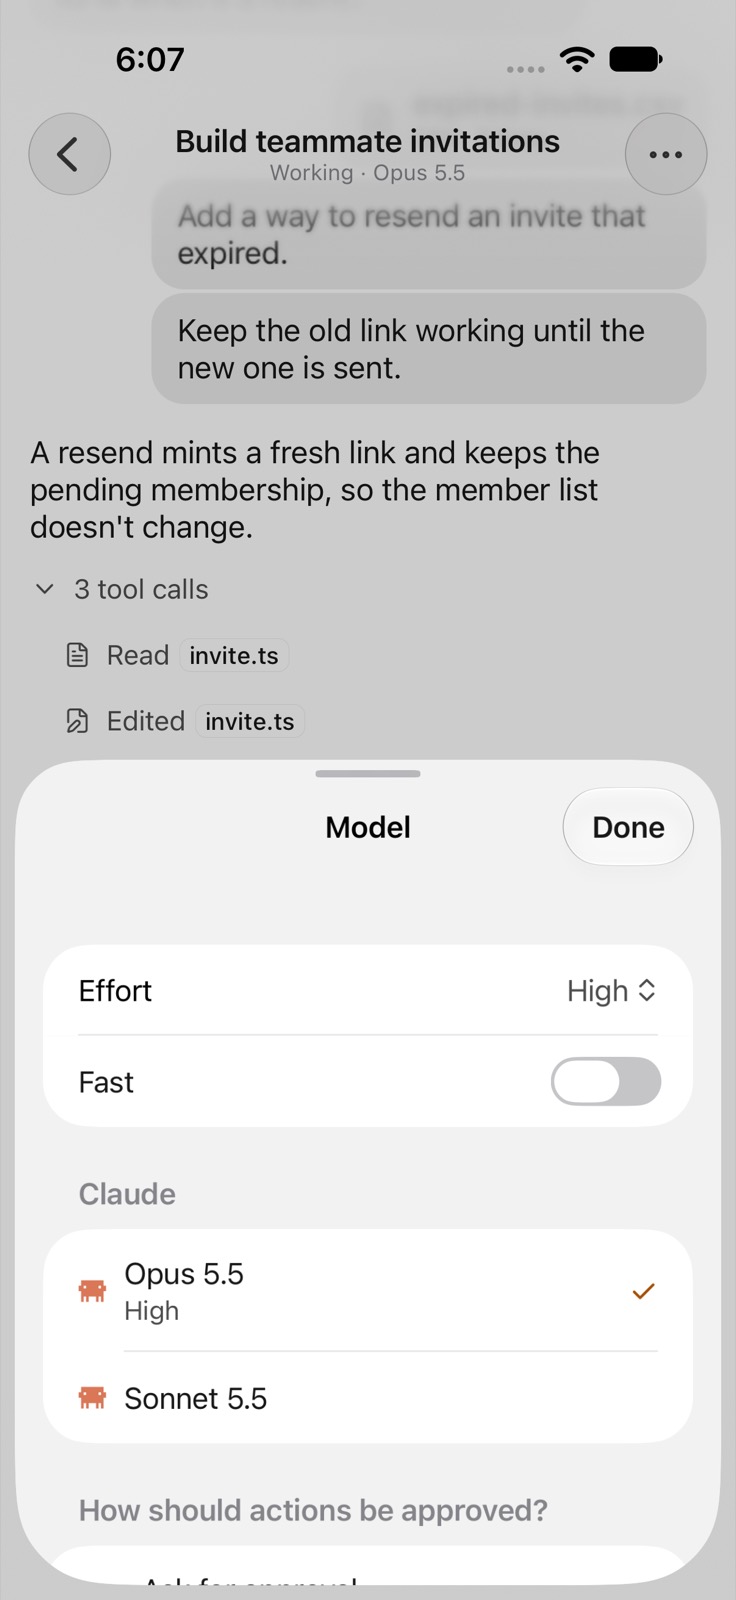 6:07
Build teammate invitations
Working · Opus 5.5
Add a way to resend an invite that
expired.
Keep the old link working until the
new one is sent.
A resend mints a fresh link and keeps the
pending membership, so the member list
doesn't change.
3 tool calls
Read invite.ts
Edited invite.ts
Model
Done
Effort
High
Fast
Claude
Opus 5.5
High
Sonnet 5.5
How should actions be approved?
Ask for approval